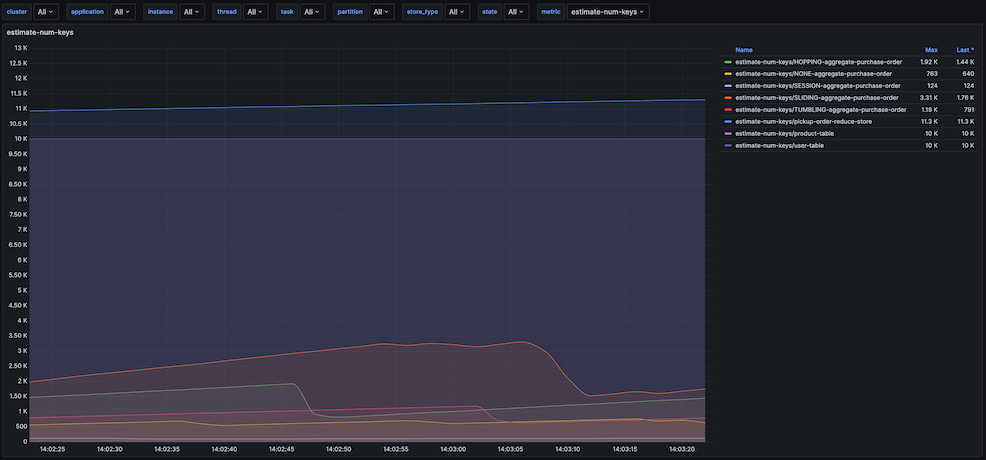 cluster All application All instance All thread All task All partition All store_type All state All metric estimate-num-keys
estimate-num-keys
13 K
12.5 K
12 K
11.5 K
11 K
10.5 K
10 K
9.50 K
9 K
8.50 K
8 K
7.50 K
7 K
6.50 K
6 K
5.50 K
5 K
4.50 K
4 K
3.50 K
3 K
2.50 K
2 K
1.50 K
1 K
500
0
14:02:25 14:02:30 14:02:35 14:02:40 14:02:45 14:02:50 14:02:55 14:03:00 14:03:05 14:03:10 14:03:15 14:03:20
Name Max Last *
estimate-num-keys/HOPPING-aggregate-purchase-order 1.92 K 1.44 K
estimate-num-keys/NONE-aggregate-purchase-order 763 640
estimate-num-keys/SESSION-aggregate-purchase-order 124 124
estimate-num-keys/SLIDING-aggregate-purchase-order 3.31 K 1.76 K
estimate-num-keys/TUMBLING-aggregate-purchase-order 1.19 K 791
estimate-num-keys/pickup-order-reduce-store 11.3 K 11.3 K
estimate-num-keys/product-table 10 K 10 K
estimate-num-keys/user-table 10 K 10 K